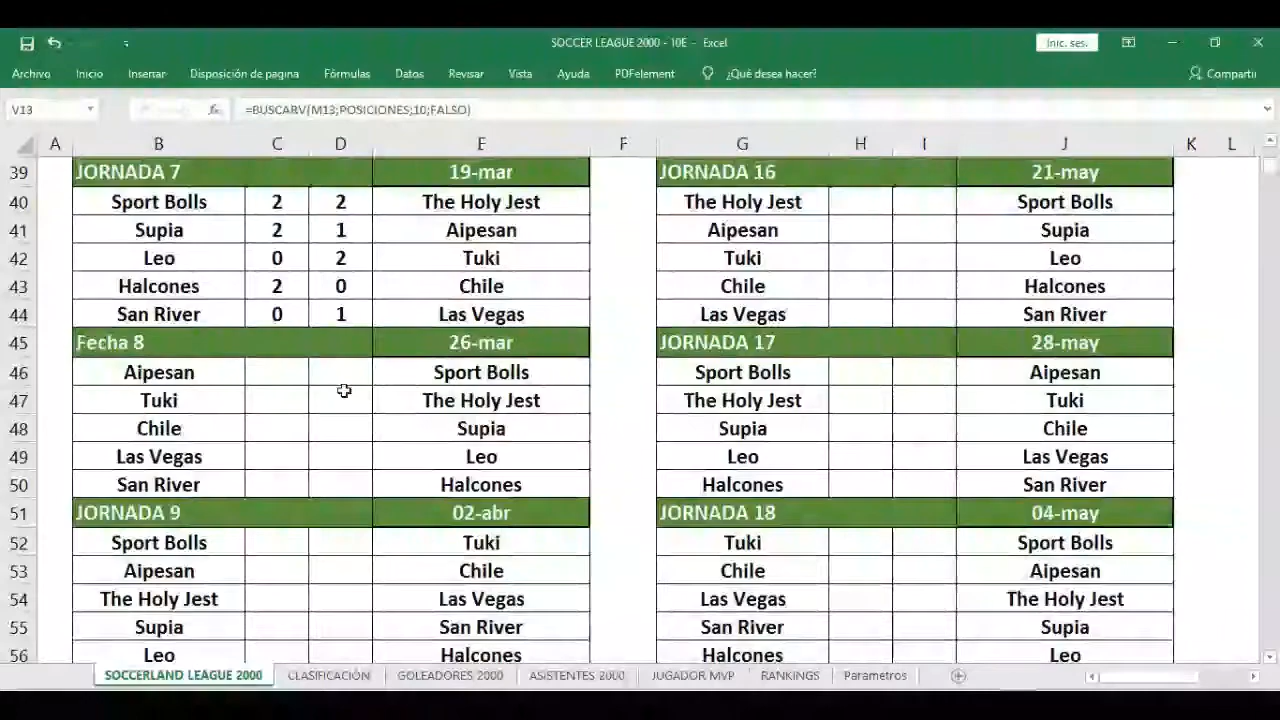 SOCCER LEAGUE 2000 - 10E - Excel
Inic. ses.
Archivo Inicio Insertar Disposición de pagina Fórmulas Datos Revisar Vista Ayuda PDFelement ¿Qué desea hacer? Compartir
V13 fx =BUSCARV(M13;POSICIONES;10;FALSO)
A B C D E F G H I J K L
39 JORNADA 7 19-mar JORNADA 16 21-may
40 Sport Bolls 2 2 The Holy Jest The Holy Jest Sport Bolls
41 Supia 2 1 Aipesan Aipesan Supia
42 Leo 0 2 Tuki Tuki Leo
43 Halcones 2 0 Chile Chile Halcones
44 San River 0 1 Las Vegas Las Vegas San River
45 Fecha 8 26-mar JORNADA 17 28-may
46 Aipesan Sport Bolls Sport Bolls Aipesan
47 Tuki The Holy Jest The Holy Jest Tuki
48 Chile Supia Supia Chile
49 Las Vegas Leo Leo Las Vegas
50 San River Halcones Halcones San River
51 JORNADA 9 02-abr JORNADA 18 04-may
52 Sport Bolls Tuki Tuki Sport Bolls
53 Aipesan Chile Chile Aipesan
54 The Holy Jest Las Vegas Las Vegas The Holy Jest
55 Supia San River San River Supia
56 Leo Halcones Halcones Leo
SOCCERLAND LEAGUE 2000 CLASIFICACIÓN GOLEADORES 2000 ASISTENTES 2000 JUGADOR MVP RANKINGS Parametros